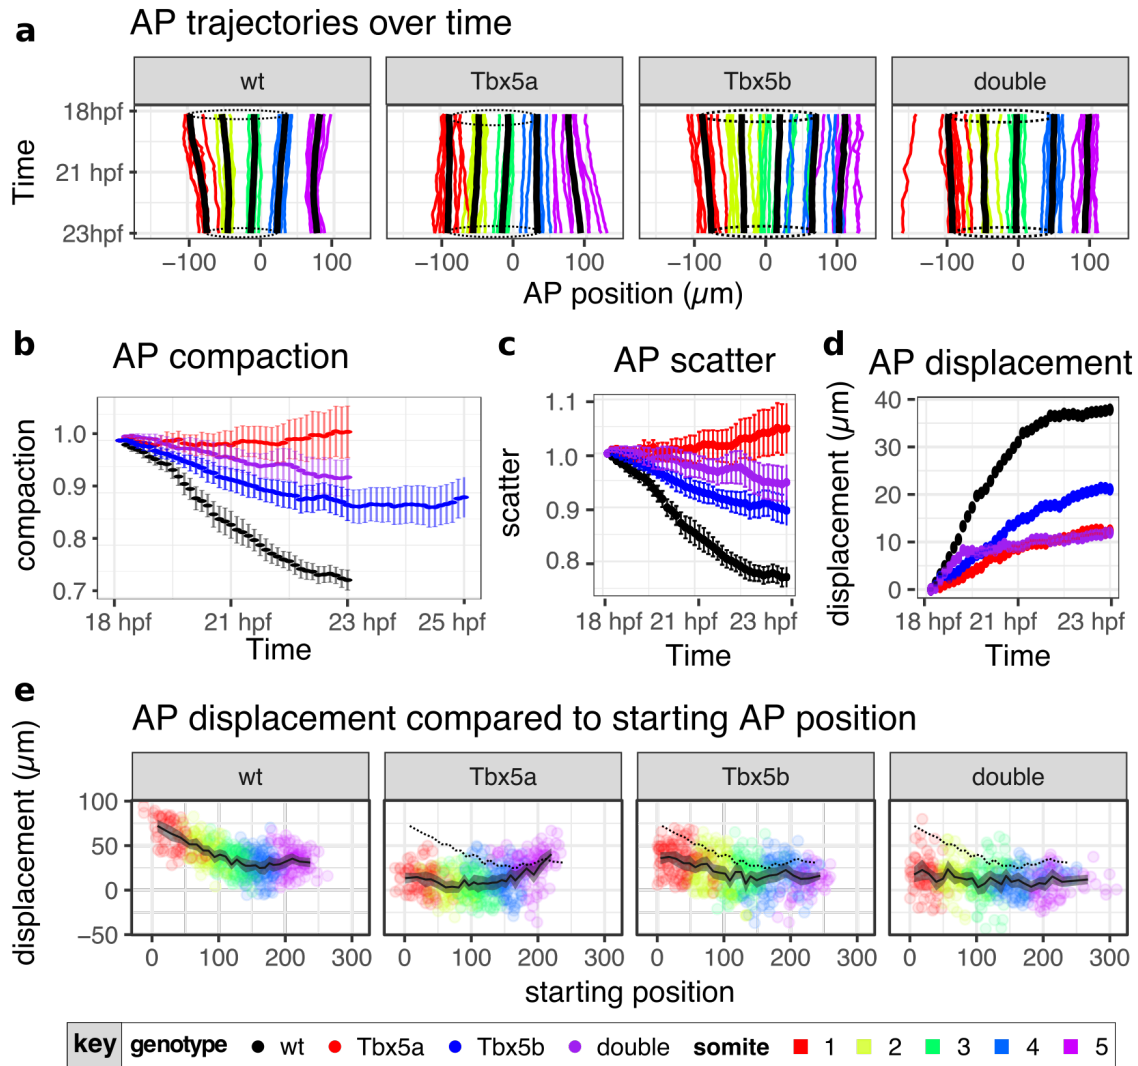 a
AP trajectories over time
wt Tbx5a Tbx5b double
Time
18hpf
21 hpf
23hpf
−100 0 100 −100 0 100 −100 0 100 −100 0 100
AP position (µm)
b
AP compaction
compaction
1.0
0.9
0.8
0.7
18 hpf 21 hpf 23 hpf 25 hpf
Time
c
AP scatter
scatter
1.1
1.0
0.9
0.8
18 hpf 21 hpf 23 hpf
Time
d
AP displacement
displacement (µm)
40
30
20
10
0
18 hpf 21hpf 23 hpf
Time
e
AP displacement compared to starting AP position
wt Tbx5a Tbx5b double
displacement (µm)
100
50
0
−50
0 100 200 300 0 100 200 300 0 100 200 300 0 100 200 300
starting position
key genotype wt Tbx5a Tbx5b double somite 1 2 3 4 5